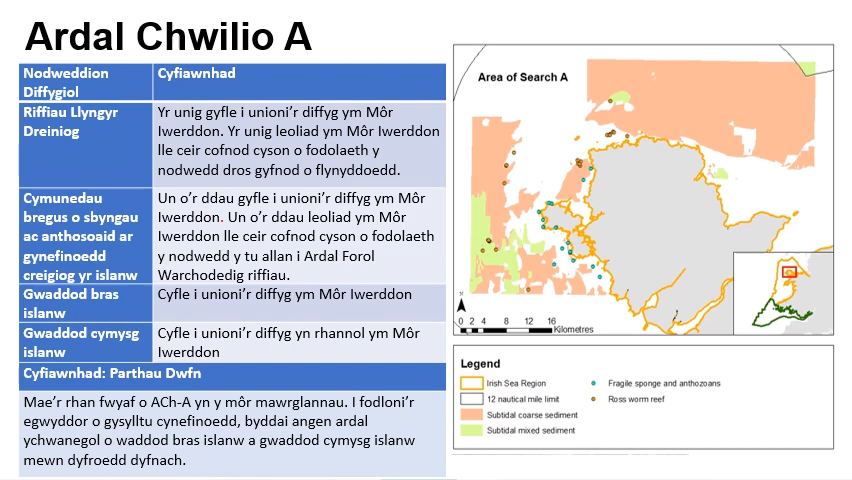 Ardal Chwilio A
Nodweddion
Diffygiol
Cyfiawnhad
Riffiau Llyngyr
Dreiniog
Yr unig gyfle i unioni'r diffyg ym Môr
Iwerddon. Yr unig leoliad ym Môr Iwerddon
lle ceir cofnod cyson o fodolaeth y
nodwedd dros gyfnod o flynyddoedd.
Cymunedau
bregus o sbyngau
ac anthosoaid ar
gynefinoedd
creigiog yr islanw
Un o'r ddau gyfle i unioni'r diffyg ym Môr
Iwerddon. Un o'r ddau leoliad ym Môr
Iwerddon lle ceir cofnod cyson o fodolaeth
y nodwedd y tu allan i Ardal Forol
Warchodedig riffiau.
Gwaddod bras
islanw
Cyfle i unioni'r diffyg ym Môr Iwerddon
Gwaddod cymysg
islanw
Cyfle i unioni'r diffyg yn rhannol ym Môr
Iwerddon
Cyfiawnhad: Parthau Dwfn
Mae'r rhan fwyaf o ACh-A yn y môr mawrglannau. I fodloni'r
egwyddor o gysylltu cynefinoedd, byddai angen ardal
ychwanegol o waddod bras islanw a gwaddod cymysg islanw
mewn dyfroedd dyfnach.
Area of Search A
0 2 4 8 12 16
Kilometres
Legend
Irish Sea Region
12 nautical mile limit
Subtidal coarse sediment
Subtidal mixed sediment
Fragile sponge and anthozoans
Ross worm reef